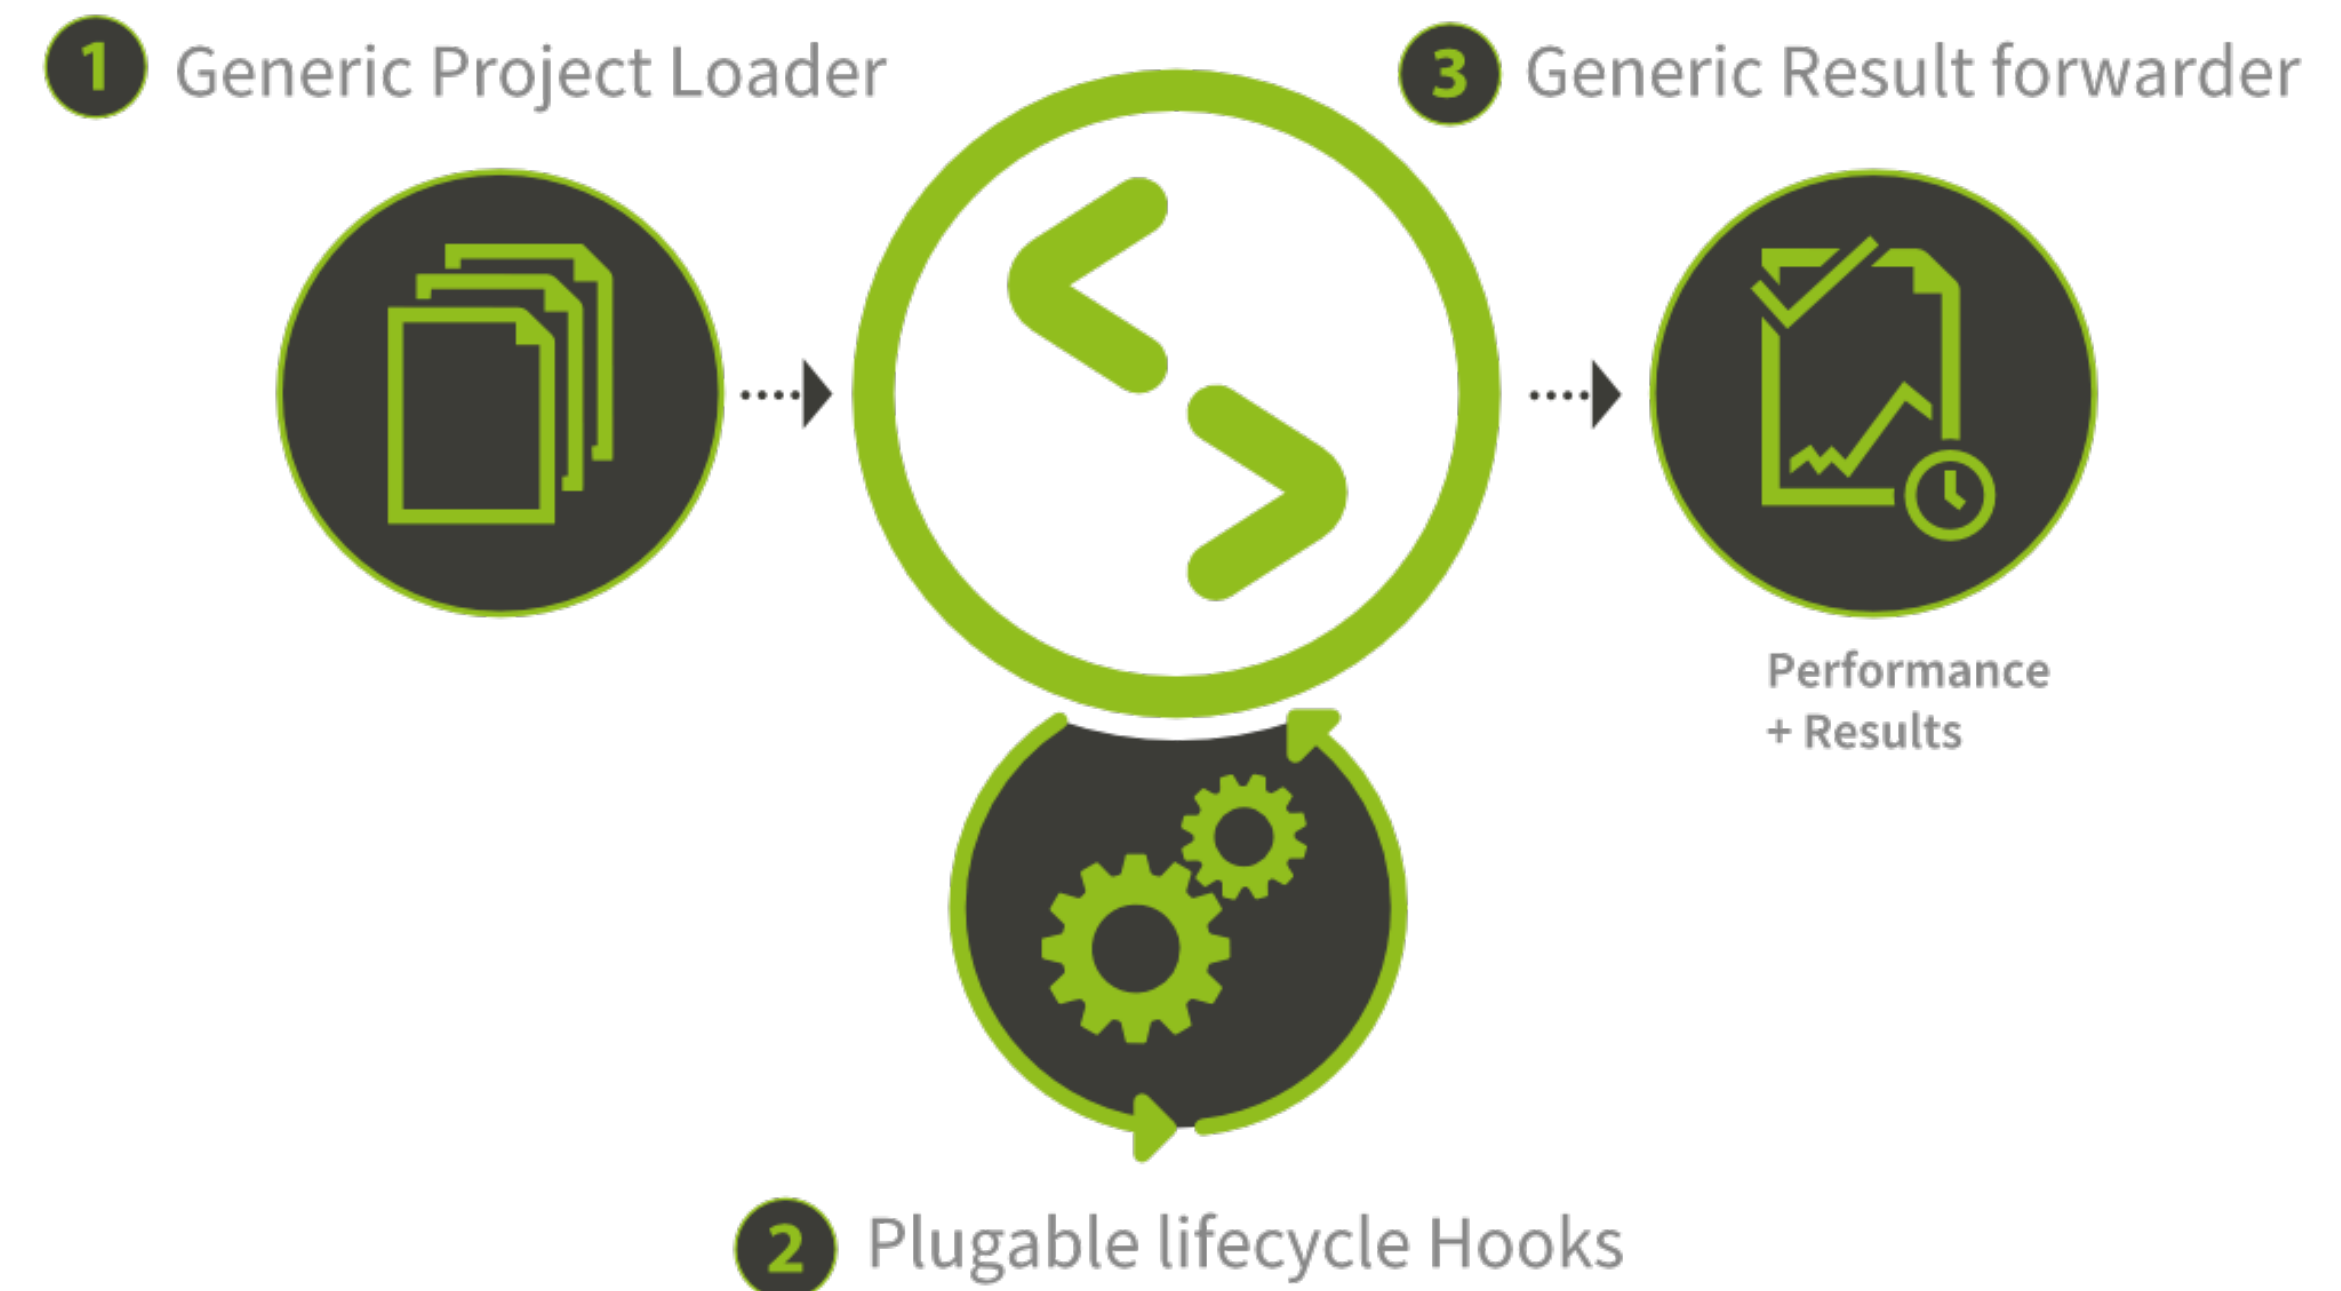 1 Generic Project Loader
3 Generic Result forwarder
Performance
+ Results
2 Plugable lifecycle Hooks